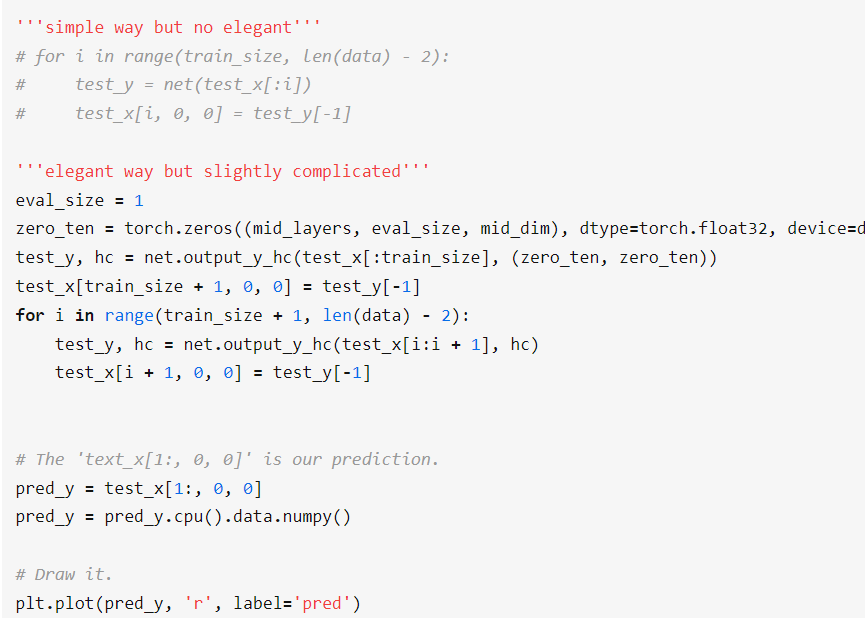 '''simple way but no elegant'''
# for i in range(train_size, len(data) - 2):
#     test_y = net(test_x[:i])
#     test_x[i, 0, 0] = test_y[-1]
'''elegant way but slightly complicated'''
eval_size = 1
zero_ten = torch.zeros((mid_layers, eval_size, mid_dim), dtype=torch.float32, device=d
test_y, hc = net.output_y_hc(test_x[:train_size], (zero_ten, zero_ten))
test_x[train_size + 1, 0, 0] = test_y[-1]
for i in range(train_size + 1, len(data) - 2):
    test_y, hc = net.output_y_hc(test_x[i:i + 1], hc)
    test_x[i + 1, 0, 0] = test_y[-1]
# The 'text_x[1:, 0, 0]' is our prediction.
pred_y = test_x[1:, 0, 0]
pred_y = pred_y.cpu().data.numpy()
# Draw it.
plt.plot(pred_y, 'r', label='pred')